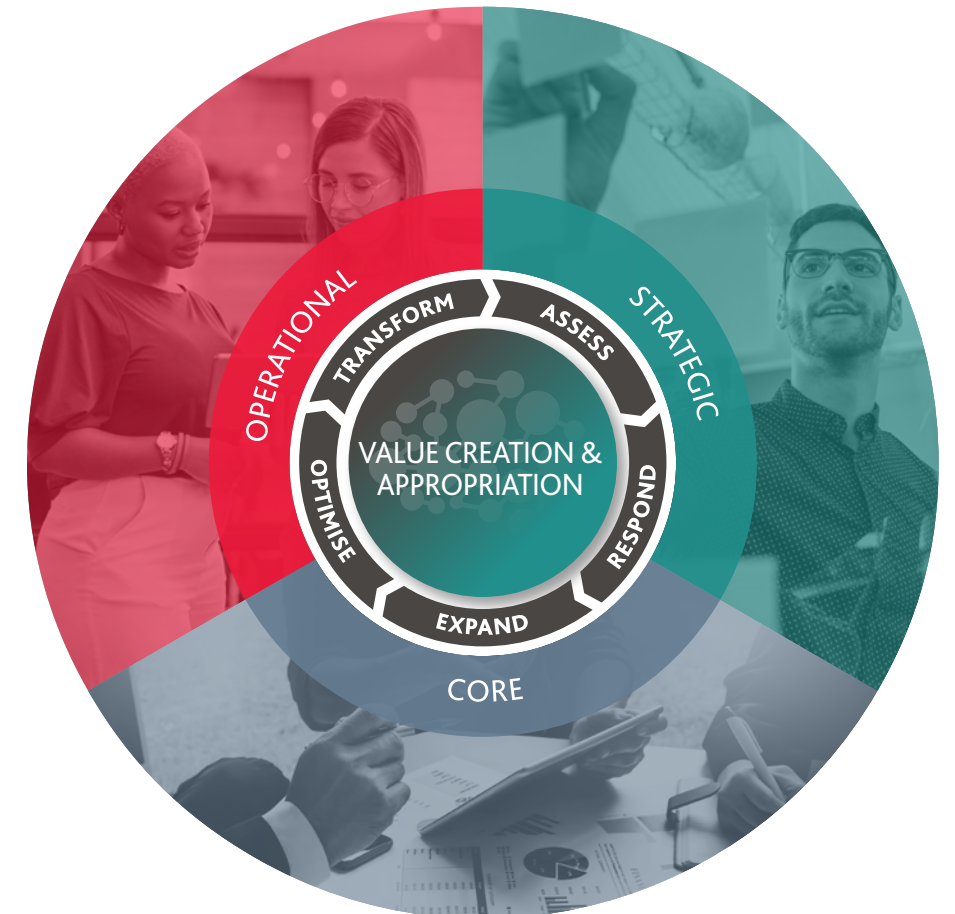 OPERATIONAL
STRATEGIC
TRANSFORM
ASSESS
VALUE CREATION &
APPROPRIATION
OPTIMISE
RESPOND
EXPAND
CORE